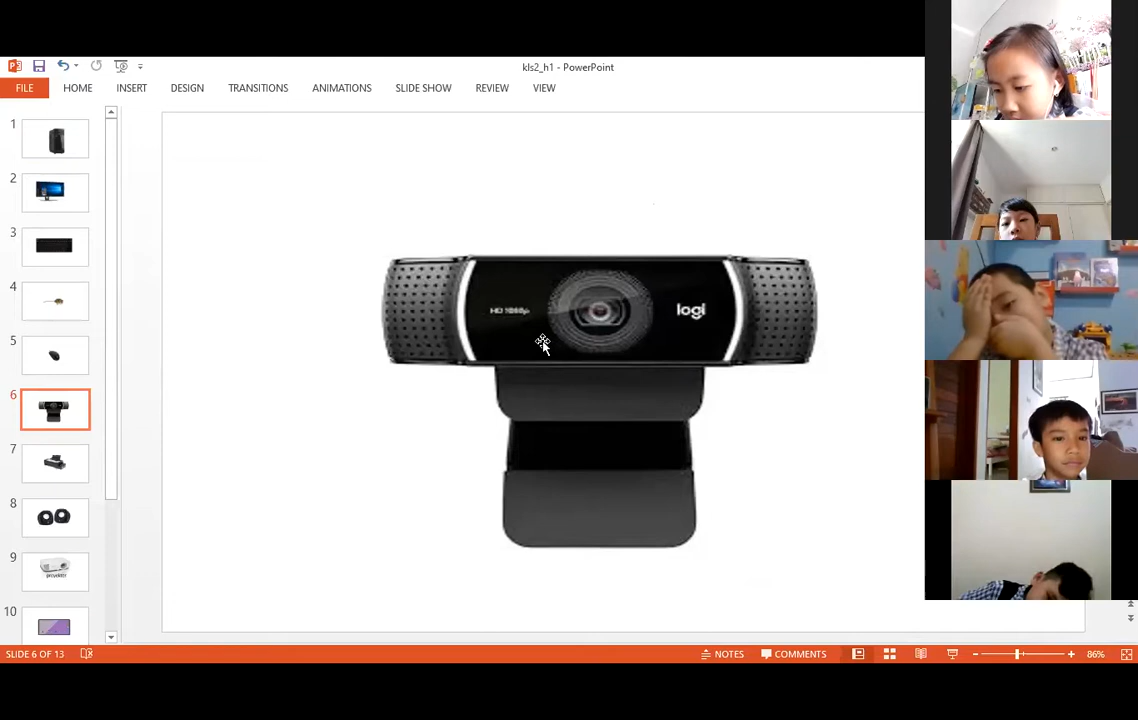 kls2_h1 - PowerPoint
FILE HOME INSERT DESIGN TRANSITIONS ANIMATIONS SLIDE SHOW REVIEW VIEW
1
2
3
4
5
6
7
8
9
proyektor
10
HD 1080p
logi
SLIDE 6 OF 13
NOTES COMMENTS 86%